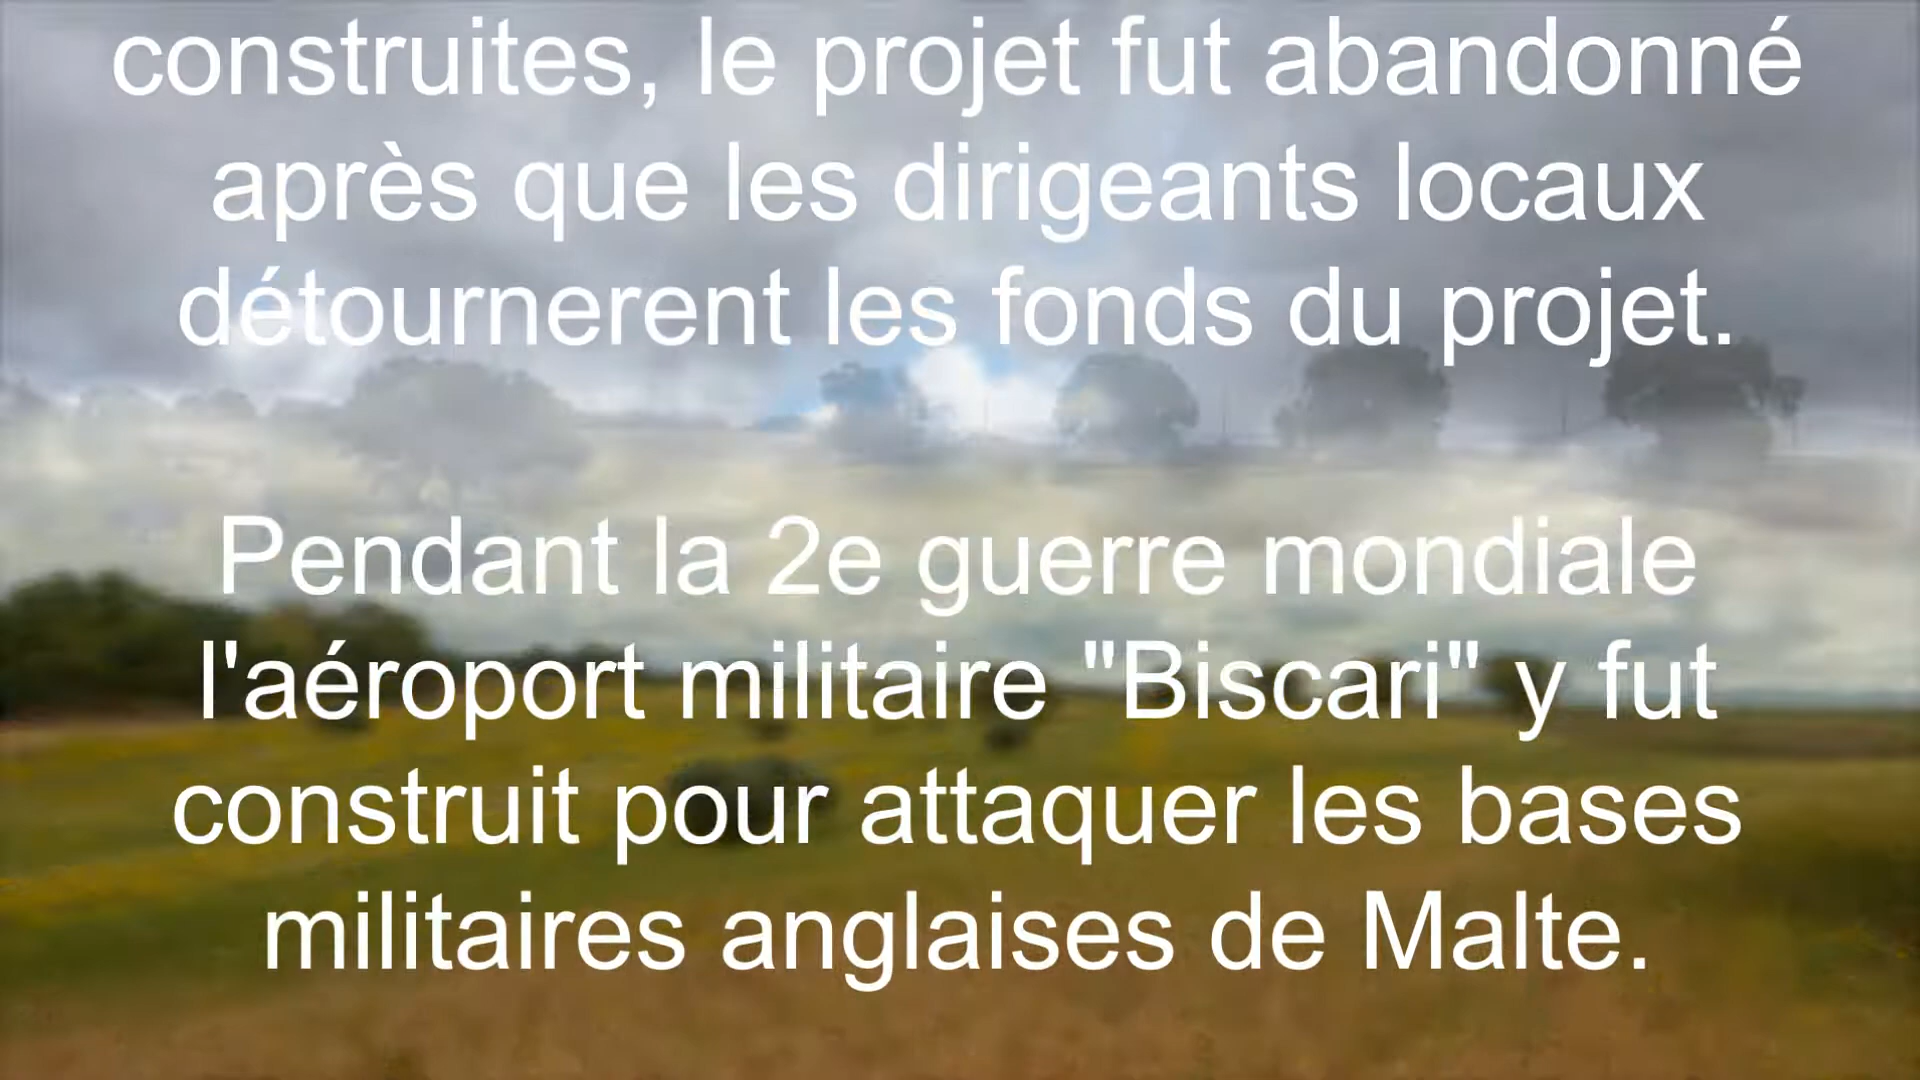 construites, le projet fut abandonné
après que les dirigeants locaux
détournerent les fonds du projet.
Pendant la 2e guerre mondiale
l'aéroport militaire "Biscari" y fut
construit pour attaquer les bases
militaires anglaises de Malte.